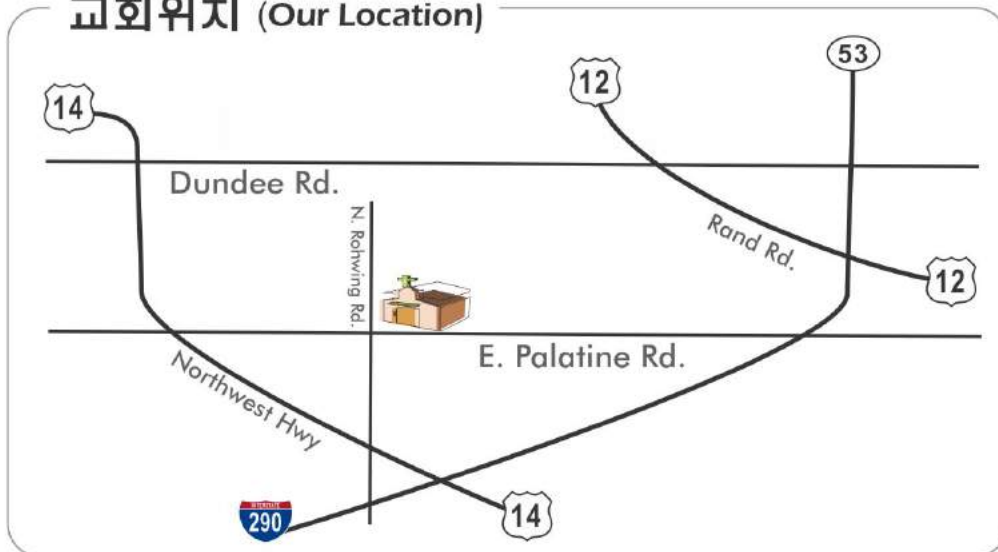 교회위치 (Our Location)
53
12
14
Dundee Rd.
N. Rohwing Rd.
Rand Rd.
12
E. Palatine Rd.
Northwest Hwy
INTERSTATE
290
14